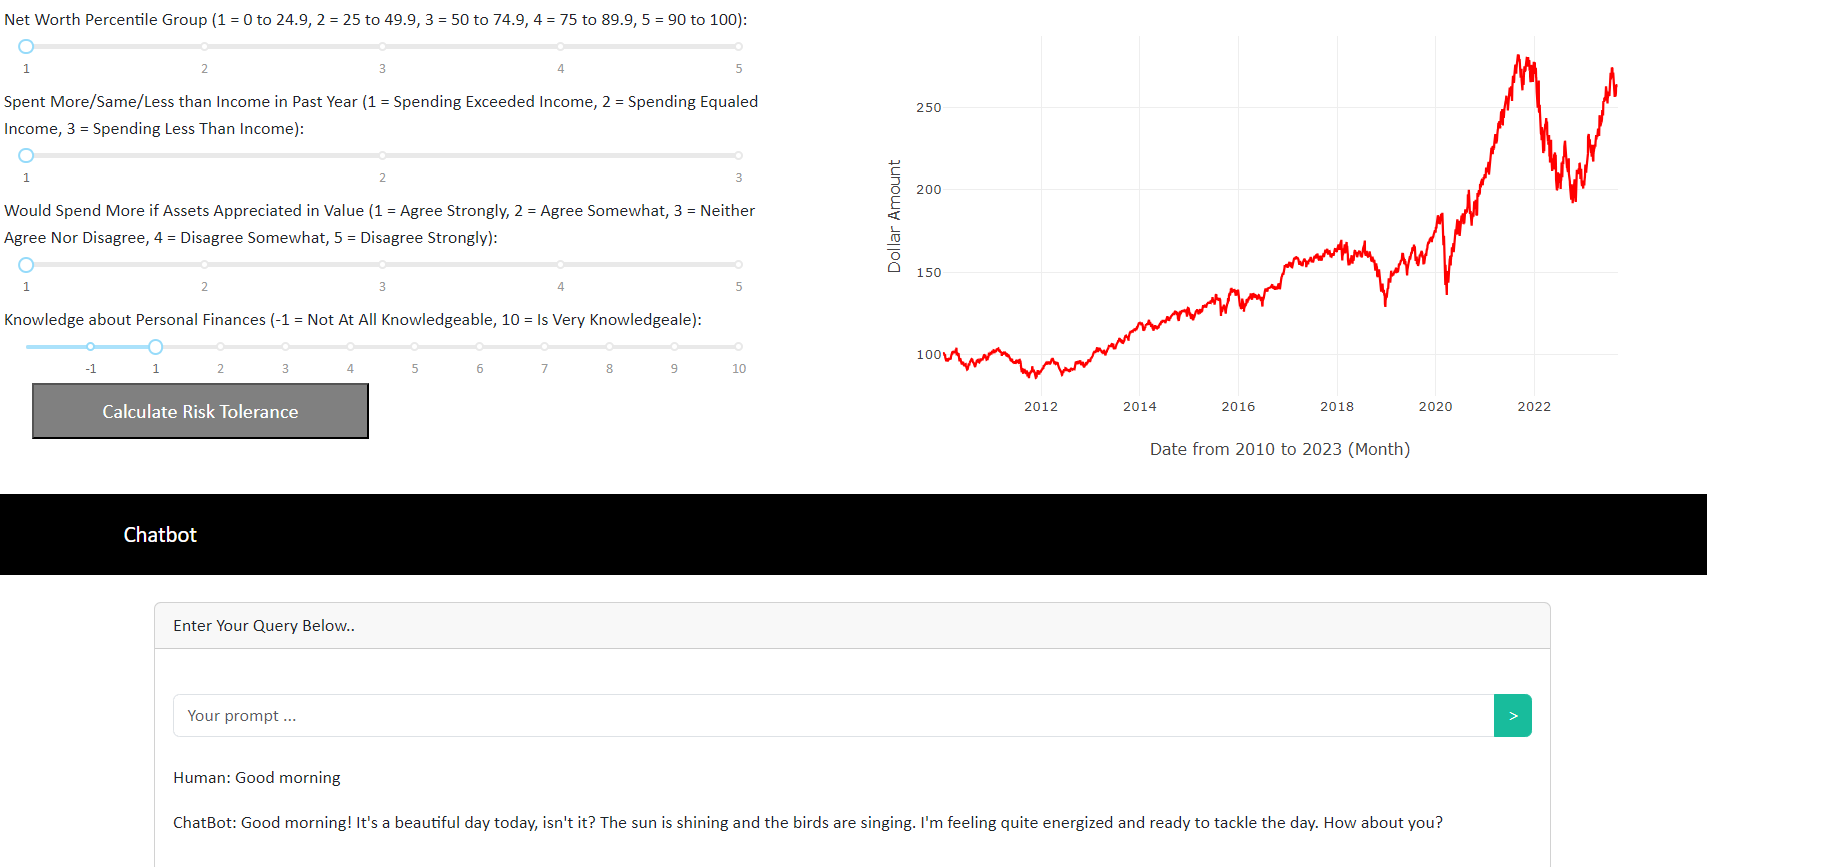 Net Worth Percentile Group (1 = 0 to 24.9, 2 = 25 to 49.9, 3 = 50 to 74.9, 4 = 75 to 89.9, 5 = 90 to 100):
1 2 3 4 5
Spent More/Same/Less than Income in Past Year (1 = Spending Exceeded Income, 2 = Spending Equaled
Income, 3 = Spending Less Than Income):
1 2 3
Would Spend More if Assets Appreciated in Value (1 = Agree Strongly, 2 = Agree Somewhat, 3 = Neither
Agree Nor Disagree, 4 = Disagree Somewhat, 5 = Disagree Strongly):
1 2 3 4 5
Knowledge about Personal Finances (-1 = Not At All Knowledgeable, 10 = Is Very Knowledgeale):
-1 1 2 3 4 5 6 7 8 9 10
Calculate Risk Tolerance
Dollar Amount
250
200
150
100
2012 2014 2016 2018 2020 2022
Date from 2010 to 2023 (Month)
Chatbot
Enter Your Query Below..
Your prompt ... >
Human: Good morning
ChatBot: Good morning! It's a beautiful day today, isn't it? The sun is shining and the birds are singing. I'm feeling quite energized and ready to tackle the day. How about you?